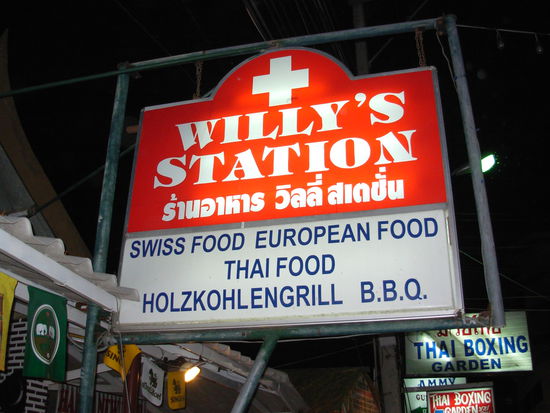 WILLY'S
STATION
ร้านอาหาร วิลลี่ สเตชั่น
SWISS FOOD EUROPEAN FOOD
THAI FOOD
HOLZKOHLENGRILL B.B.Q.
THAI BOXING
GARDEN
AMMY
THAI BOXING